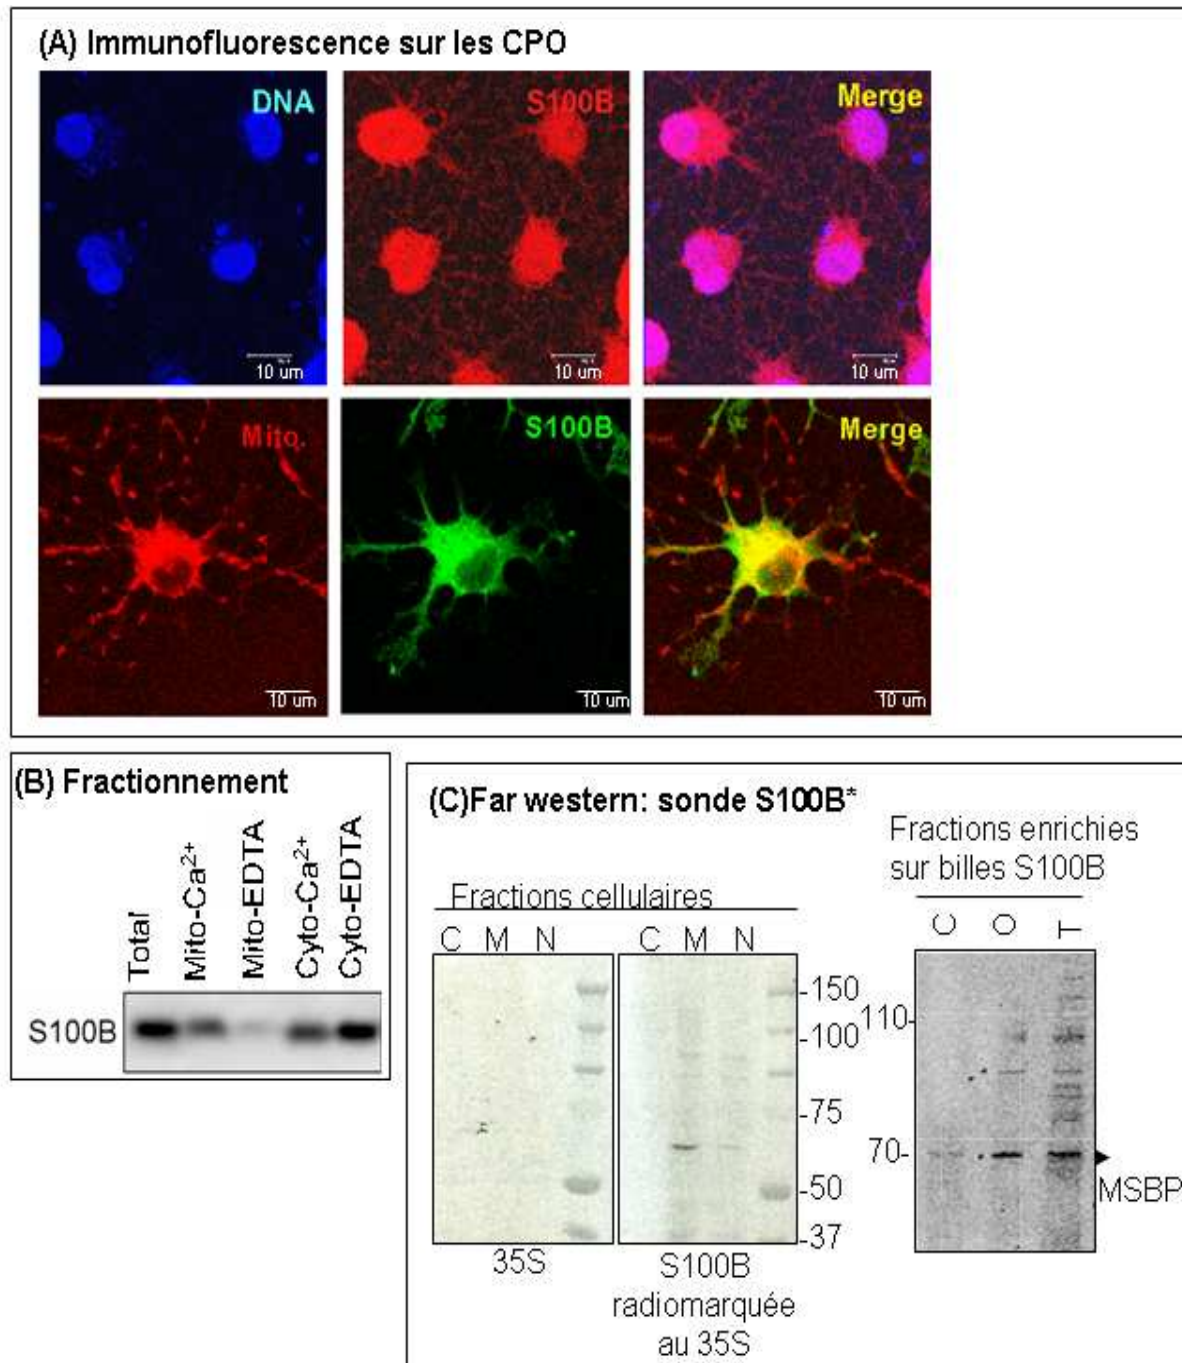 (A) Immunofluorescence sur les CPO
DNA
S100B
Merge
10 um
10 um
10 um
Mito.
S100B
Merge
10 um
10 um
10 um
(B) Fractionnement
Total
Mito-Ca²⁺
Mito-EDTA
Cyto-Ca²⁺
Cyto-EDTA
S100B
(C)Far western: sonde S100B*
Fractions cellulaires
C M N
C M N
-150
-100
-75
-50
-37
35S
S100B
radiomarquée
au 35S
Fractions enrichies
sur billes S100B
C O T
110-
70-
MSBP